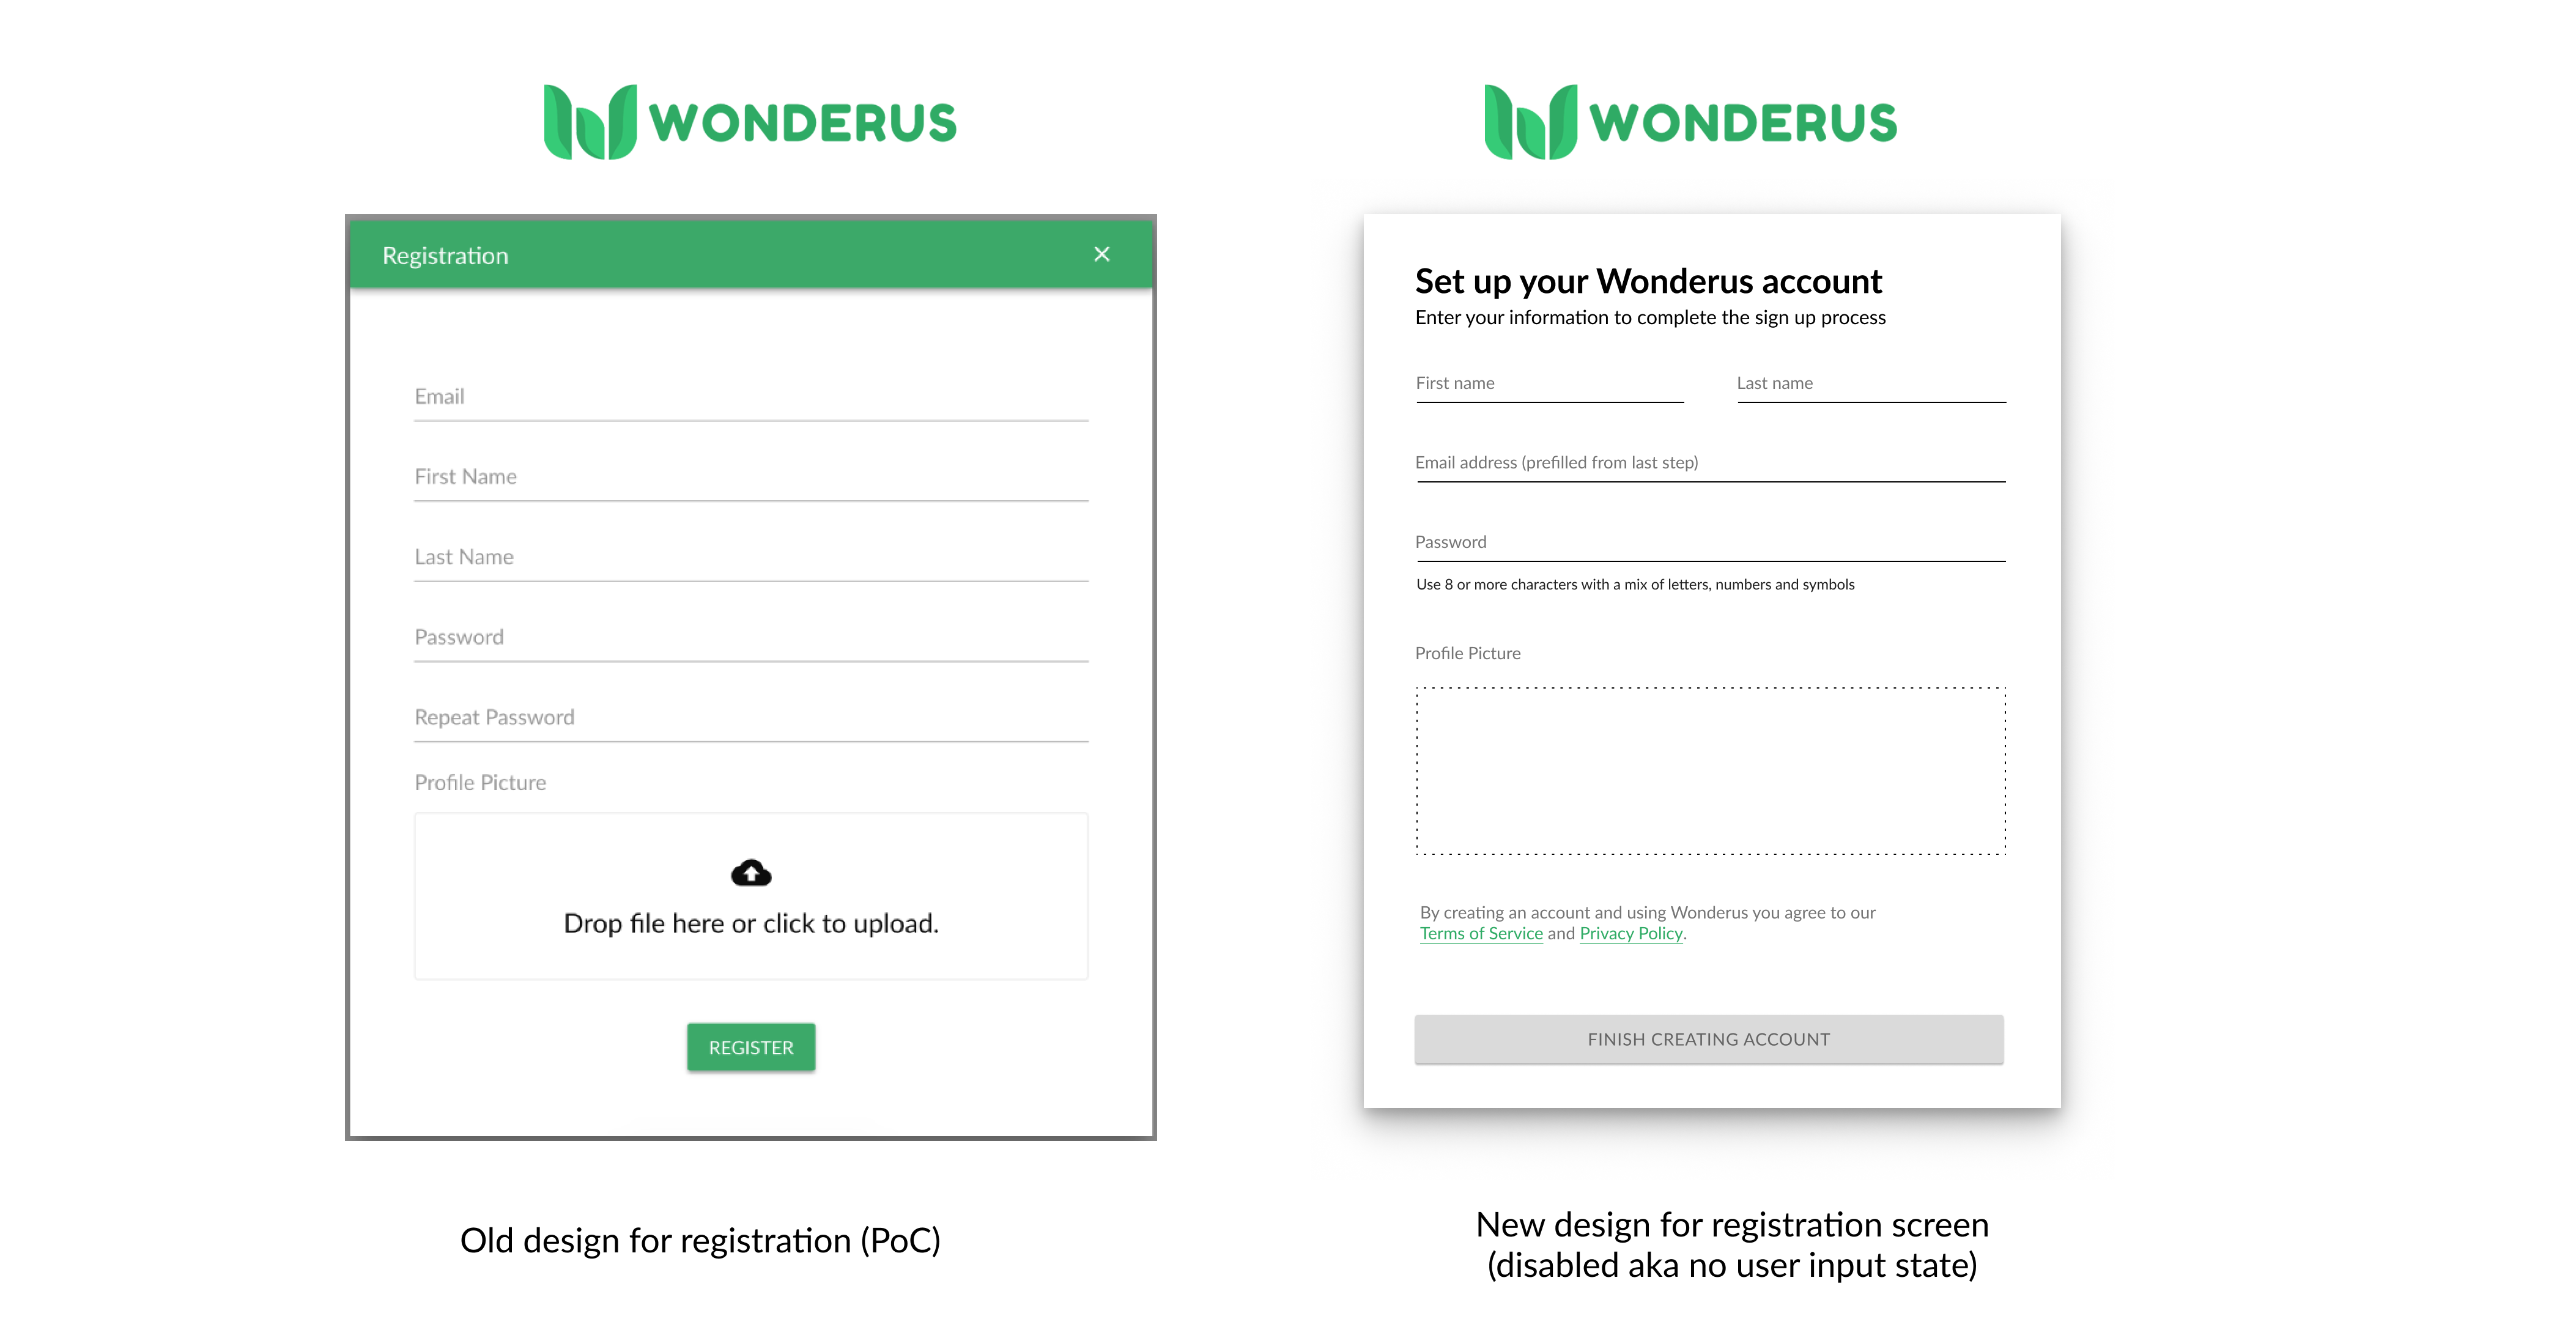 WONDERUS
Registration
Email
First Name
Last Name
Password
Repeat Password
Profile Picture
Drop file here or click to upload.
REGISTER
Old design for registration (PoC)
WONDERUS
Set up your Wonderus account
Enter your information to complete the sign up process
First name
Last name
Email address (prefilled from last step)
Password
Use 8 or more characters with a mix of letters, numbers and symbols
Profile Picture
By creating an account and using Wonderus you agree to our
Terms of Service and Privacy Policy.
FINISH CREATING ACCOUNT
New design for registration screen
(disabled aka no user input state)